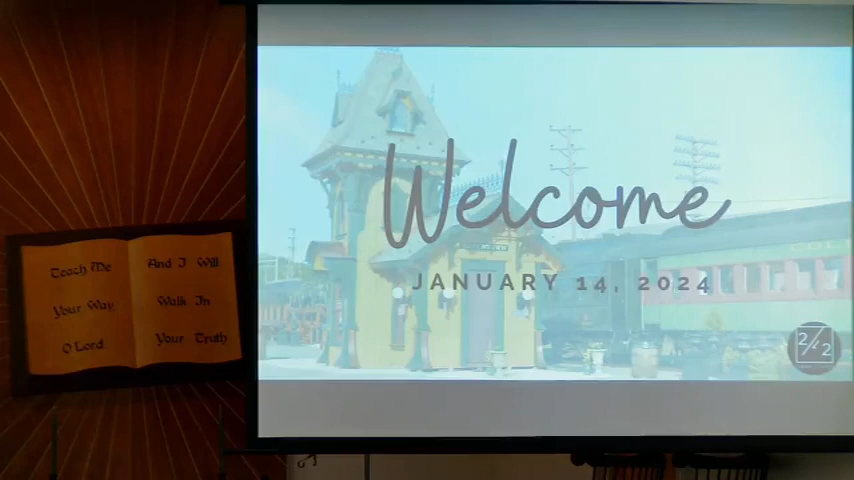 Teach Me
Your Way
O Lord
And I Will
Walk In
Your Truth
Welcome
JANUARY 14, 2024
2/2